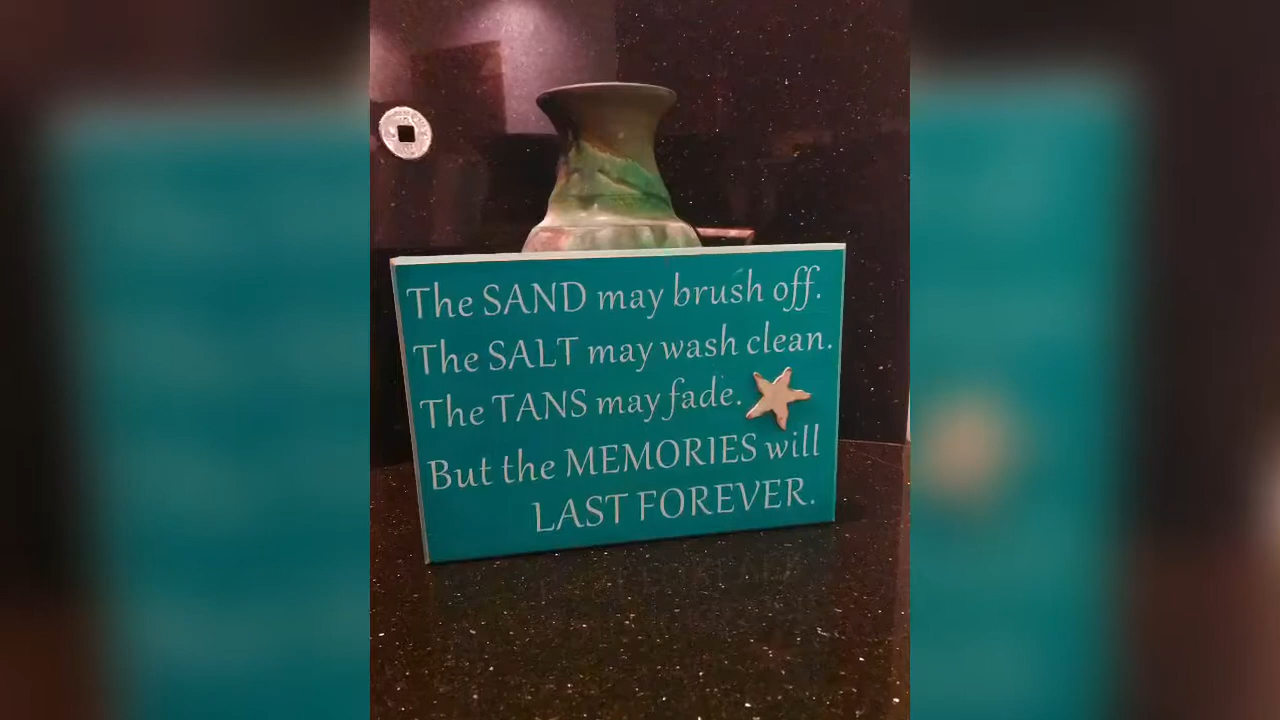 The SAND may brush off.
The SALT may wash clean.
The TANS may fade.
But the MEMORIES will
LAST FOREVER.